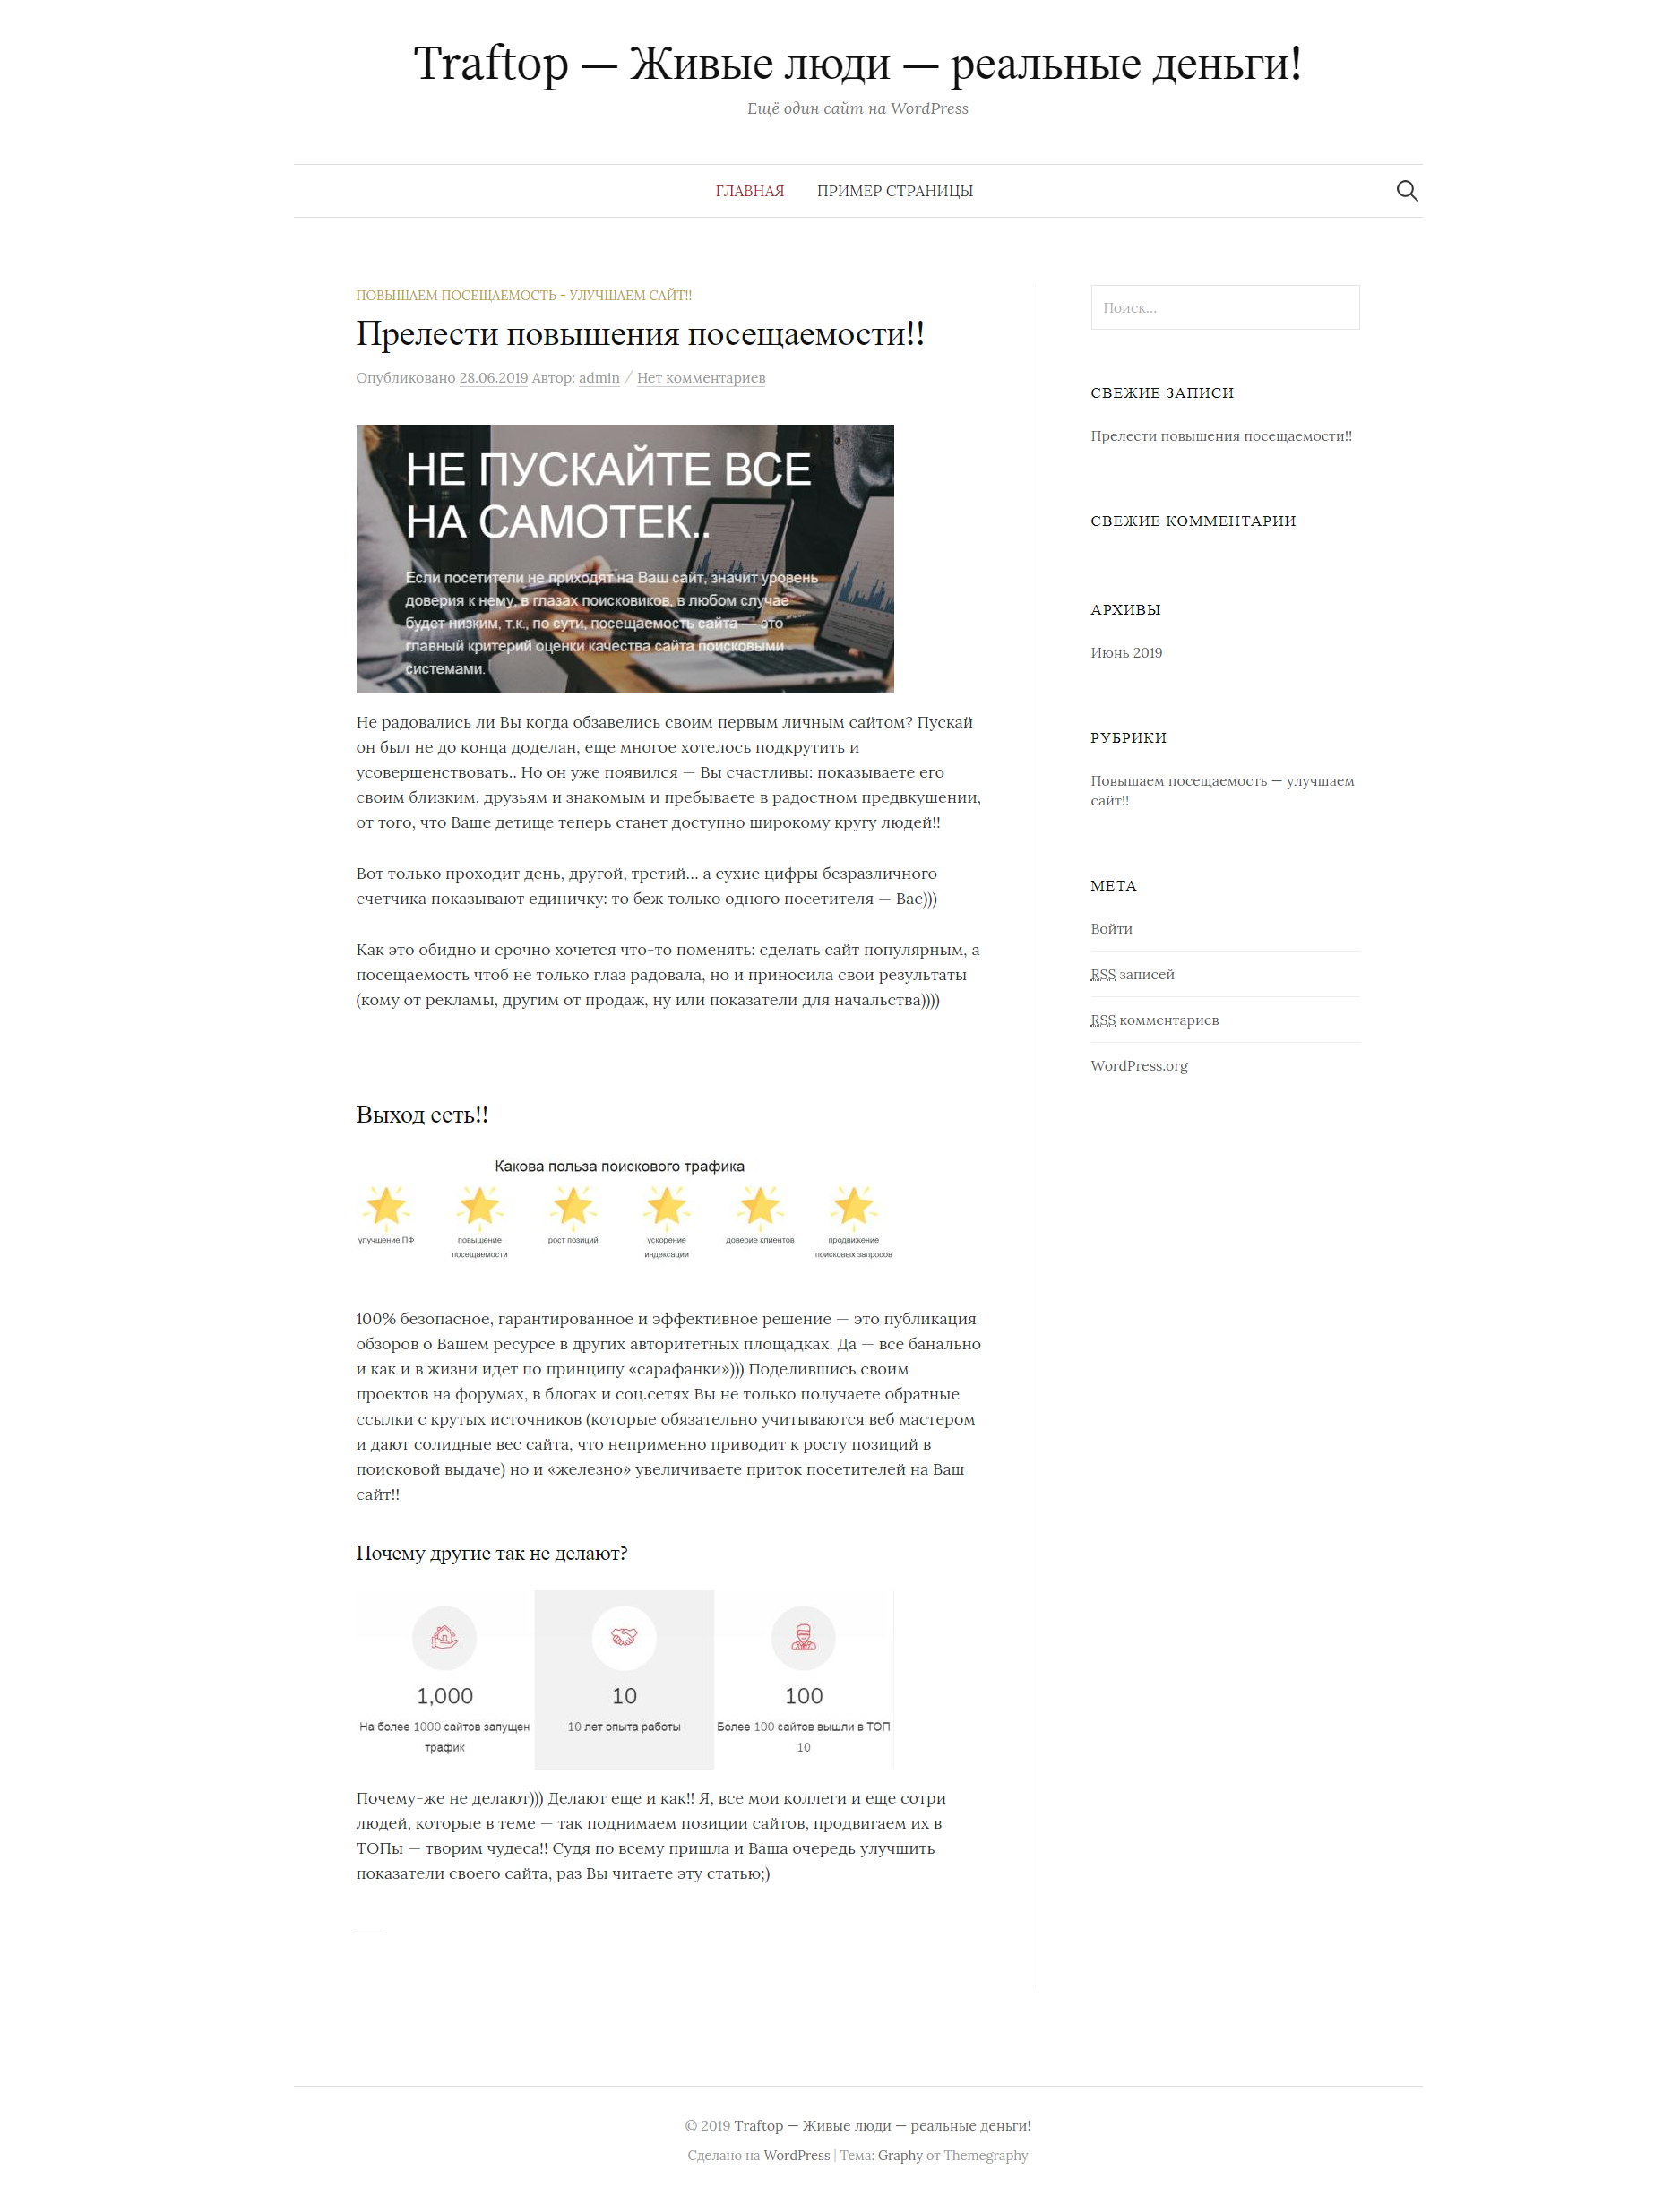 Traftop — Живые люди — реальные деньги!
Ещё один сайт на WordPress
ГЛАВНАЯ ПРИМЕР СТРАНИЦЫ
ПОВЫШАЕМ ПОСЕЩАЕМОСТЬ - УЛУЧШАЕМ САЙТ!!
Прелести повышения посещаемости!!
Опубликовано 28.06.2019 Автор: admin / Нет комментариев
НЕ ПУСКАЙТЕ ВСЕ
НА САМОТЕК..
Если посетители не приходят на Ваш сайт, значит уровень
доверия к нему, в глазах поисковиков, в любом случае
будет низким, т.к., по сути, посещаемость сайта — это
главный критерий оценки качества сайта поисковыми
системами.
Не радовались ли Вы когда обзавелись своим первым личным сайтом? Пускай
он был не до конца доделан, еще многое хотелось подкрутить и
усовершенствовать.. Но он уже появился — Вы счастливы: показываете его
своим близким, друзьям и знакомым и пребываете в радостном предвкушении,
от того, что Ваше детище теперь станет доступно широкому кругу людей!!
Вот только проходит день, другой, третий… а сухие цифры безразличного
счетчика показывают единичку: то беж только одного посетителя — Вас)))
Как это обидно и срочно хочется что-то поменять: сделать сайт популярным, а
посещаемость чтоб не только глаз радовала, но и приносила свои результаты
(кому от рекламы, другим от продаж, ну или показатели для начальства))))
Выход есть!!
Какова польза поискового трафика
улучшение ПФ
повышение
посещаемости
рост позиций
ускорение
индексации
доверие клиентов
продвижение
поисковых запросов
100% безопасное, гарантированное и эффективное решение — это публикация
обзоров о Вашем ресурсе в других авторитетных площадках. Да — все банально
и как и в жизни идет по принципу «сарафанки»))) Поделившись своим
проектов на форумах, в блогах и соц.сетях Вы не только получаете обратные
ссылки с крутых источников (которые обязательно учитываются веб мастером
и дают солидные вес сайта, что неприменно приводит к росту позиций в
поисковой выдаче) но и «железно» увеличиваете приток посетителей на Ваш
сайт!!
Почему другие так не делают?
1,000
На более 1000 сайтов запущен
трафик
10
10 лет опыта работы
100
Более 100 сайтов вышли в ТОП
10
Почему-же не делают))) Делают еще и как!! Я, все мои коллеги и еще сотри
людей, которые в теме — так поднимаем позиции сайтов, продвигаем их в
ТОПы — творим чудеса!! Судя по всему пришла и Ваша очередь улучшить
показатели своего сайта, раз Вы читаете эту статью;)
Поиск…
СВЕЖИЕ ЗАПИСИ
Прелести повышения посещаемости!!
СВЕЖИЕ КОММЕНТАРИИ
АРХИВЫ
Июнь 2019
РУБРИКИ
Повышаем посещаемость — улучшаем
сайт!!
МЕТА
Войти
RSS записей
RSS комментариев
WordPress.org
© 2019 Traftop — Живые люди — реальные деньги!
Сделано на WordPress | Тема: Graphy от Themegraphy